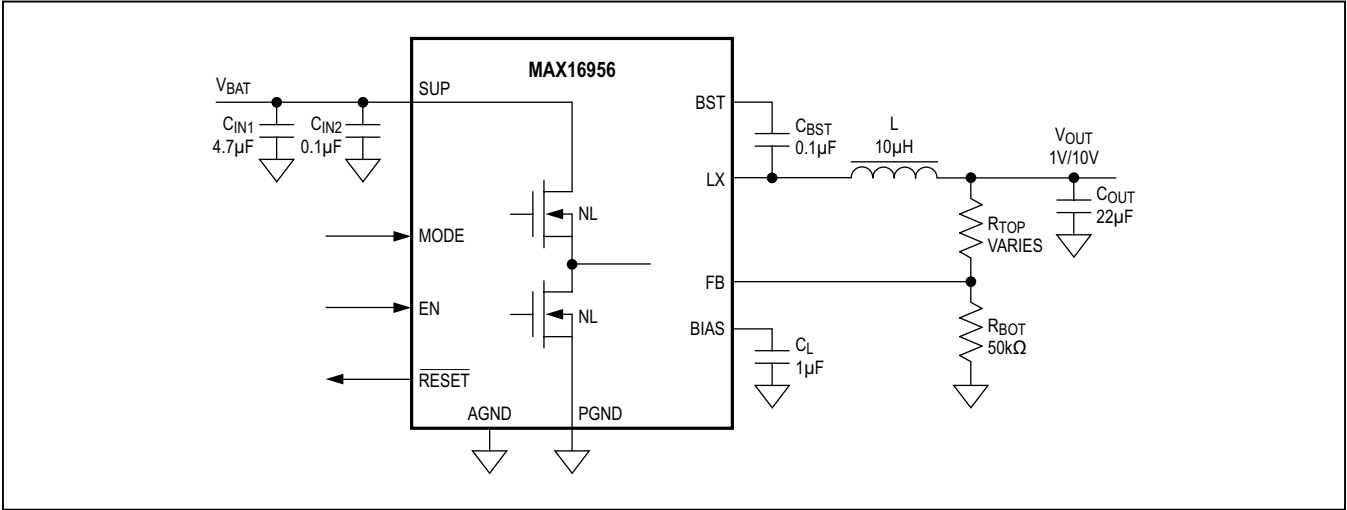 MAX16956
V_BAT
SUP
BST
C_IN1
4.7µF
C_IN2
0.1µF
C_BST
0.1µF
L
10µH
V_OUT
1V/10V
LX
C_OUT
22µF
NL
R_TOP
VARIES
MODE
FB
EN
NL
BIAS
R_BOT
50kΩ
C_L
1µF
RESET
AGND
PGND